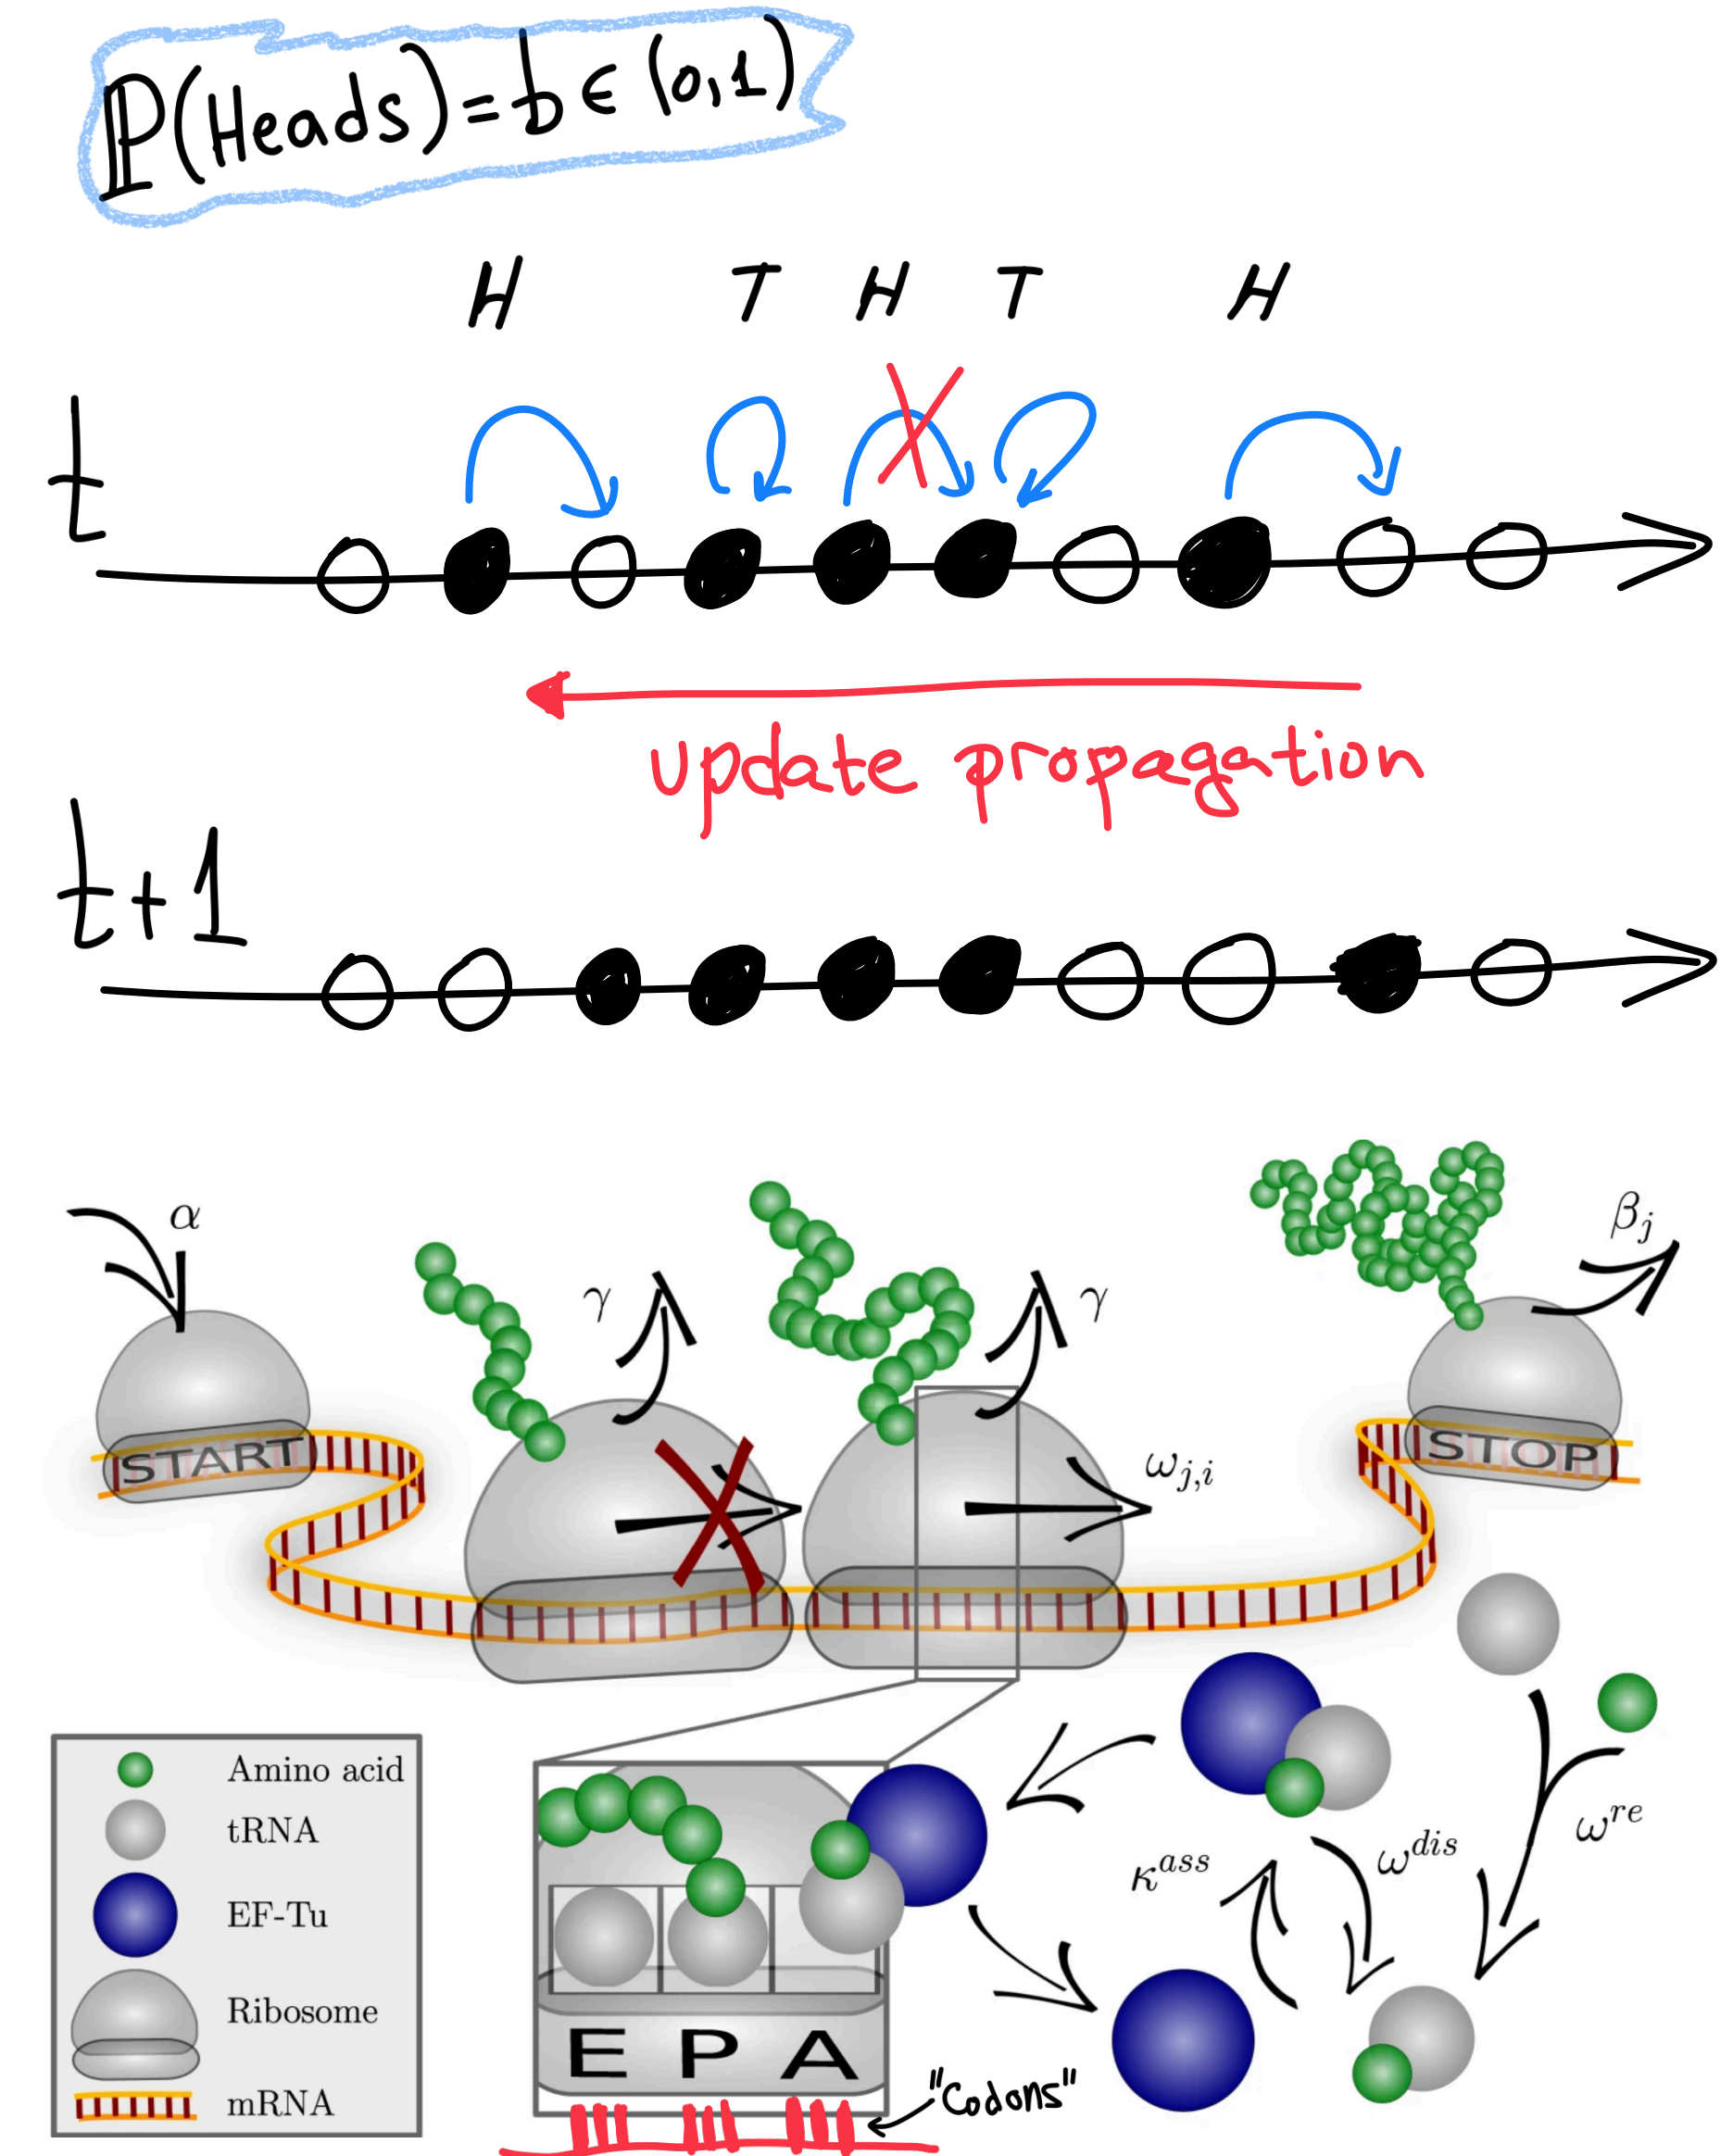 ℙ(Heads) = b ∈ (0,1)
H T H T H
t
update propagation
t+1
α
γ
γ
β_j
ω_{j,i}
START
STOP
Amino acid
tRNA
EF-Tu
Ribosome
mRNA
E P A
"Codons"
κ^{ass}
ω^{dis}
ω^{re}